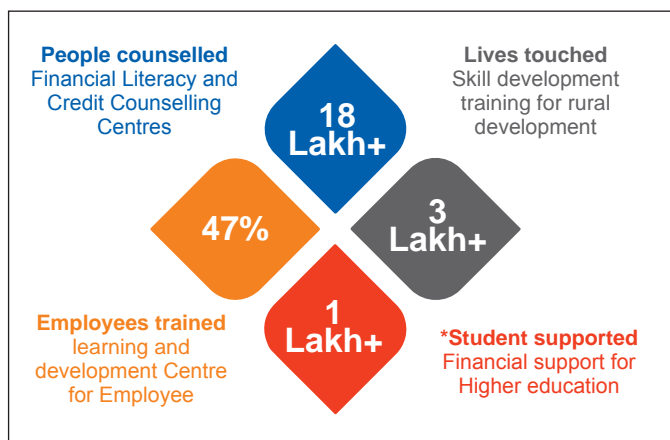 People counselled
Financial Literacy and
Credit Counselling
Centres
18
Lakh+
Lives touched
Skill development
training for rural
development
47%
3
Lakh+
Employees trained
learning and
development Centre
for Employee
1
Lakh+
*Student supported
Financial support for
Higher education